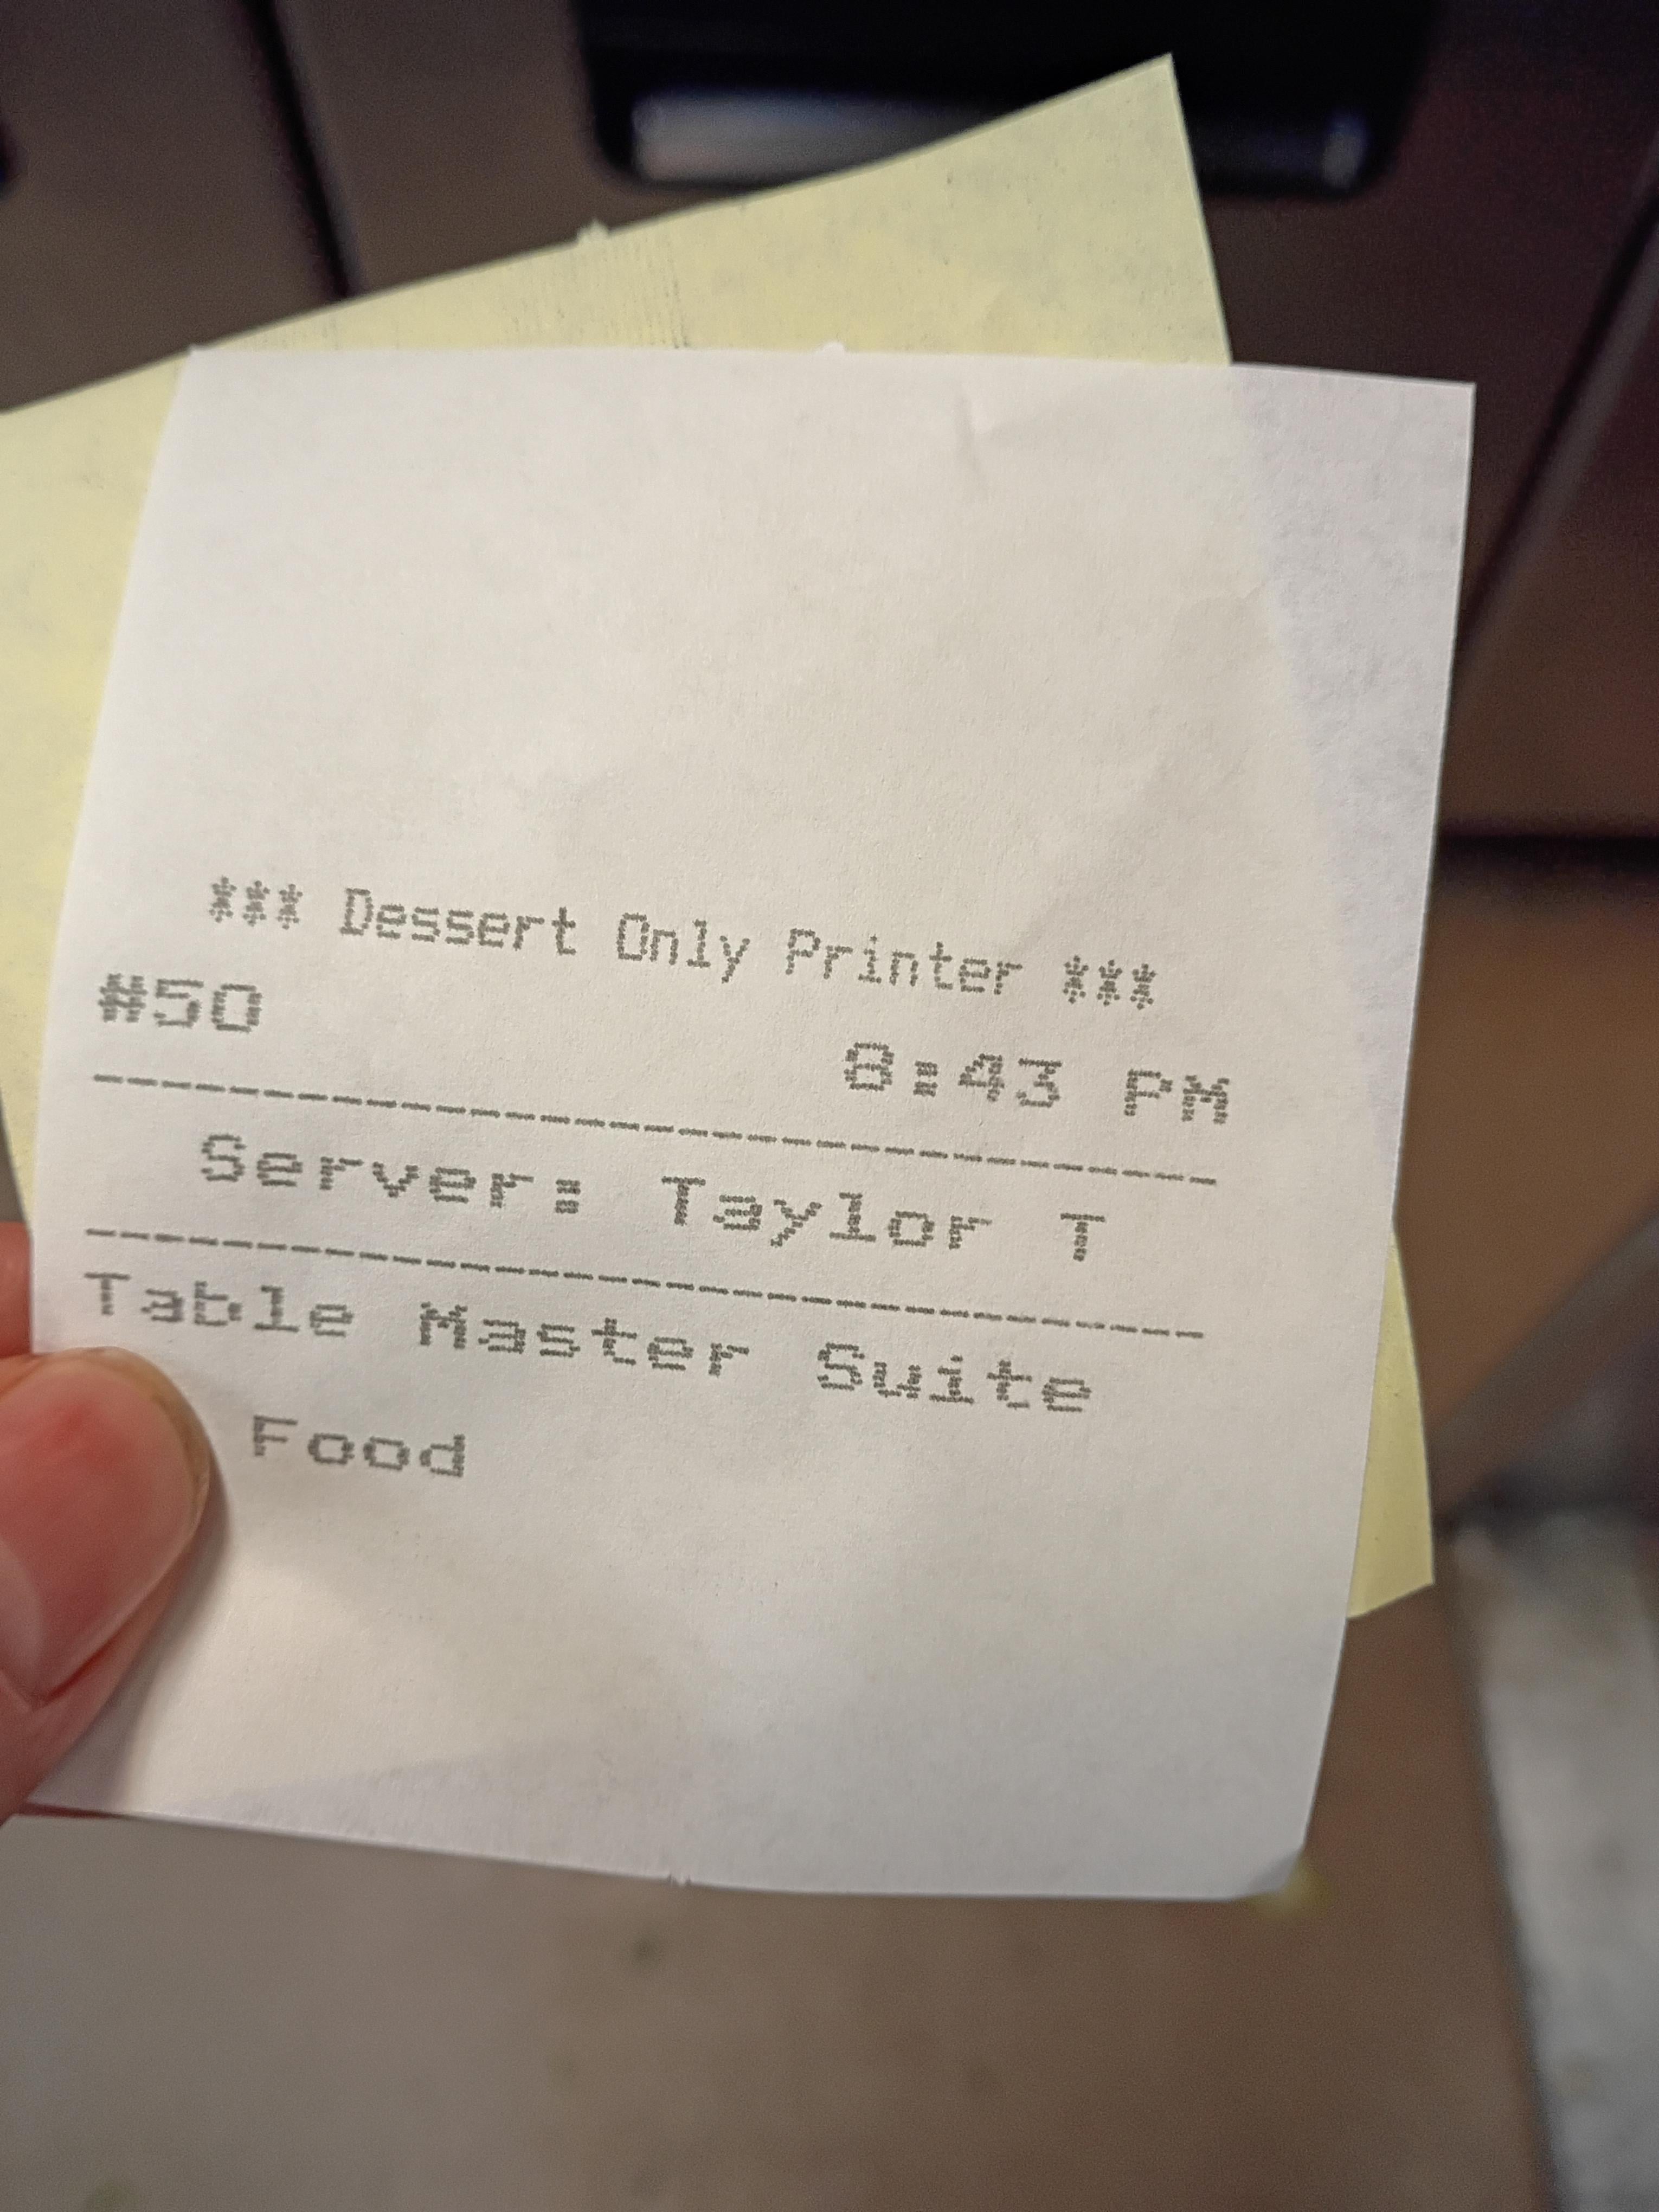 *** Dessert Only Printer ***
#50 8:43 PM
Server: Taylor T
Table Master Suite
Food